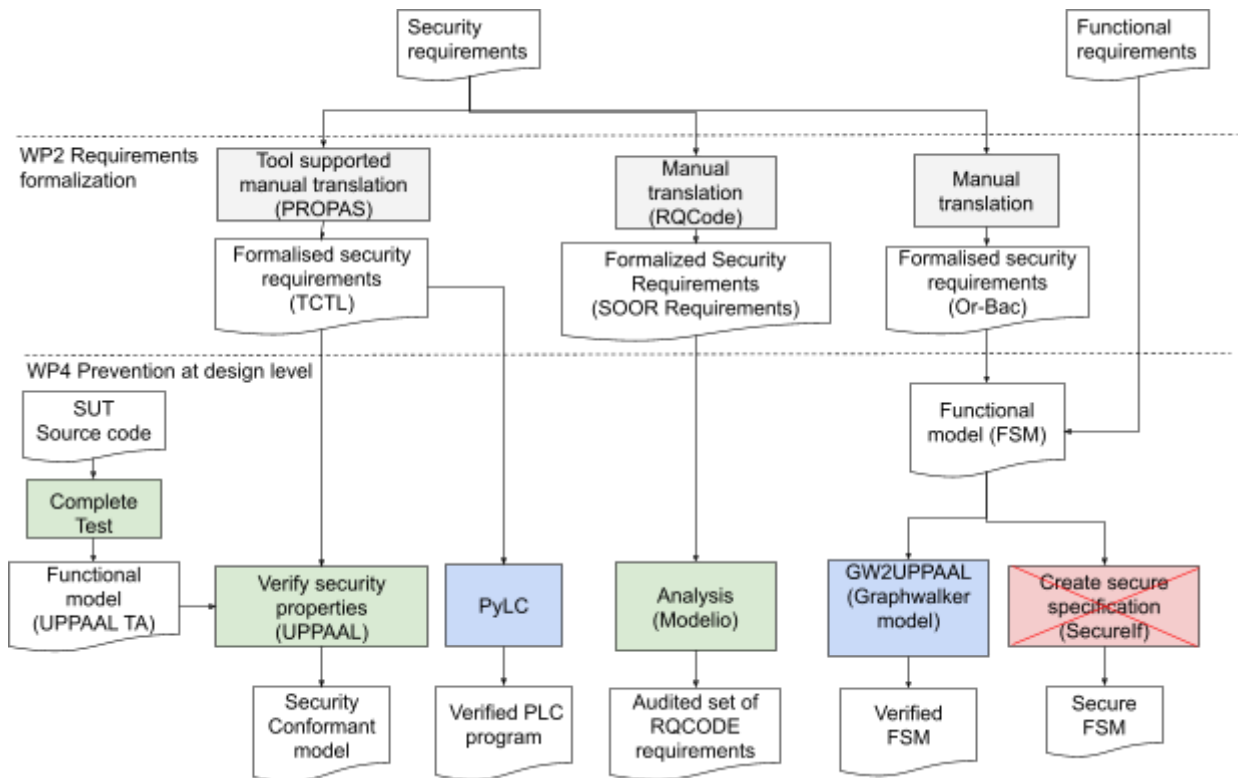 Security
requirements
Functional
requirements
WP2 Requirements
formalization
Tool supported
manual translation
(PROPAS)
Manual
translation
(RQCode)
Manual
translation
Formalised security
requirements
(TCTL)
Formalized Security
Requirements
(SOOR Requirements)
Formalised security
requirements
(Or-Bac)
WP4 Prevention at design level
SUT
Source code
Functional
model (FSM)
Complete
Test
Functional
model
(UPPAAL TA)
Verify security
properties
(UPPAAL)
PyLC
Analysis
(Modelio)
GW2UPPAAL
(Graphwalker
model)
Create secure
specification
(SecureIf)
Security
Conformant
model
Verified PLC
program
Audited set of
RQCODE
requirements
Verified
FSM
Secure
FSM